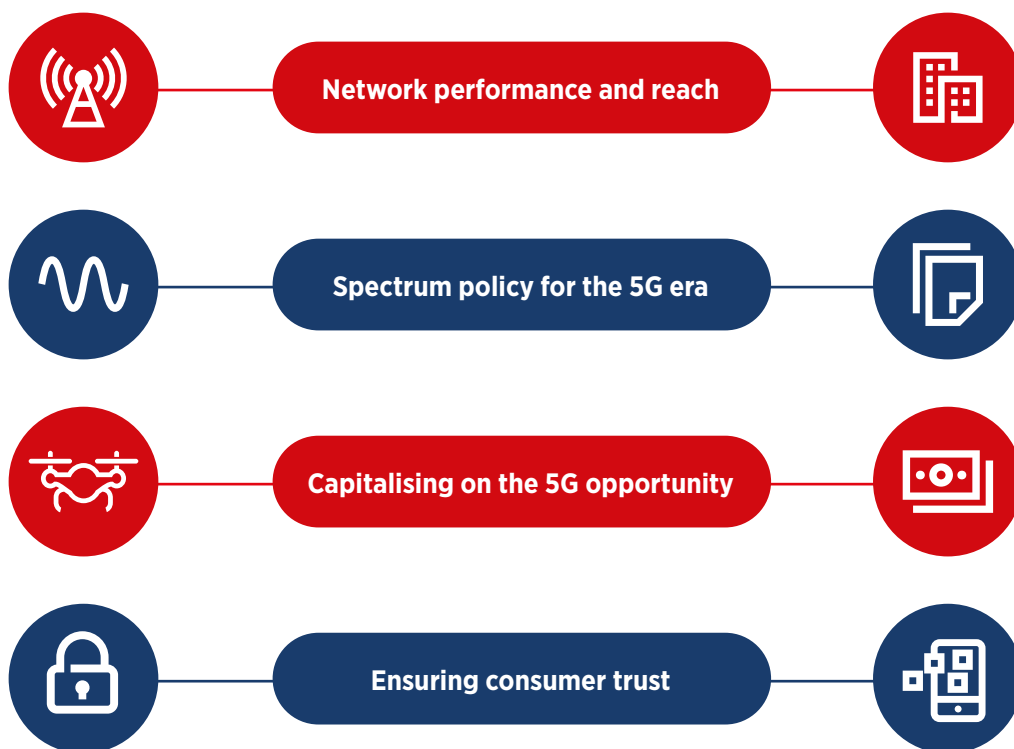 Network performance and reach
Spectrum policy for the 5G era
Capitalising on the 5G opportunity
Ensuring consumer trust